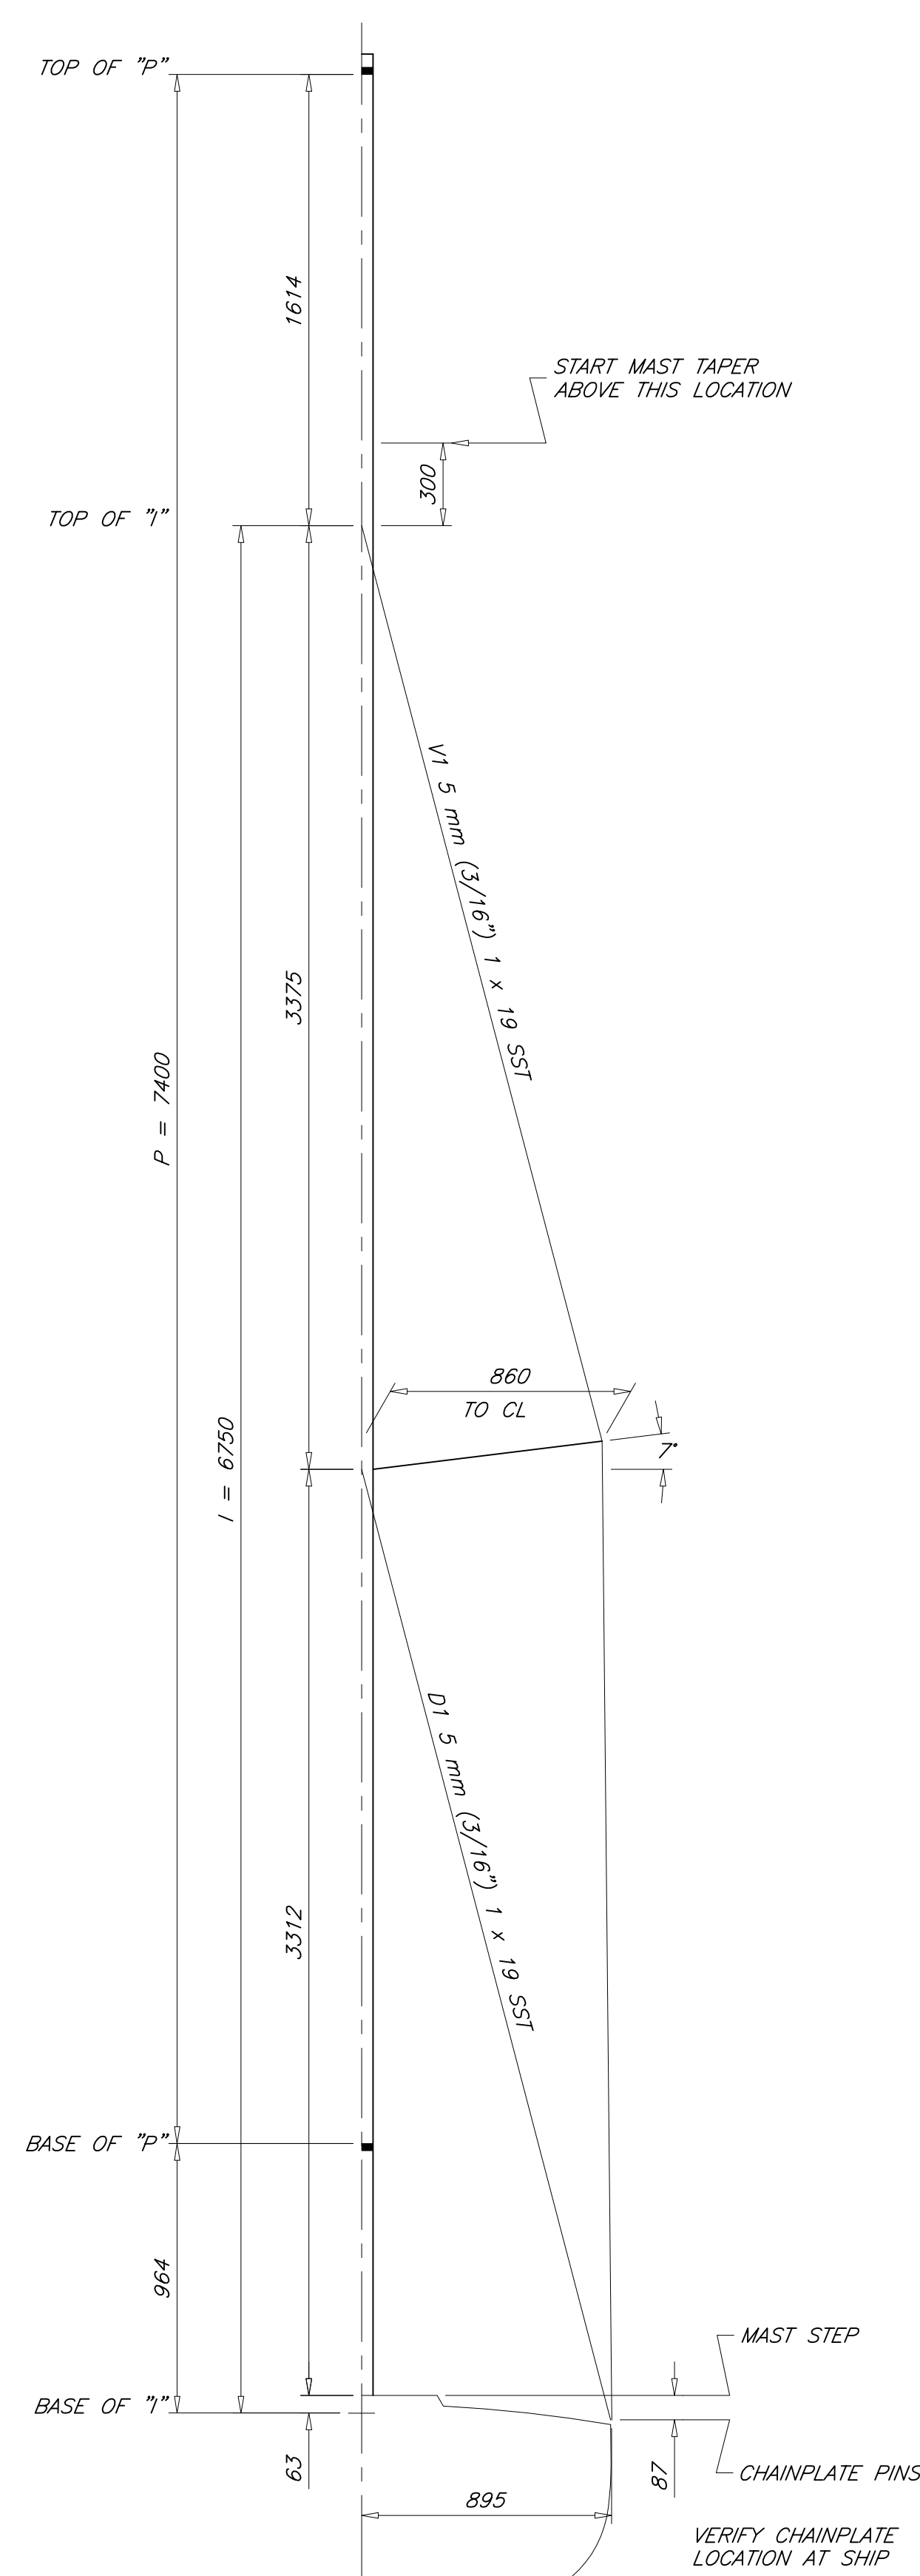 TOP OF "P"
1614
START MAST TAPER
ABOVE THIS LOCATION
300
TOP OF "I"
V1 5 mm (3/16") 1 x 19 SST
3375
P = 7400
860
TO CL
7°
I = 6750
D1 5 mm (3/16") 1 x 19 SST
3312
BASE OF "P"
964
MAST STEP
BASE OF "I"
63
87
CHAINPLATE PINS
895
VERIFY CHAINPLATE
LOCATION AT SHIP